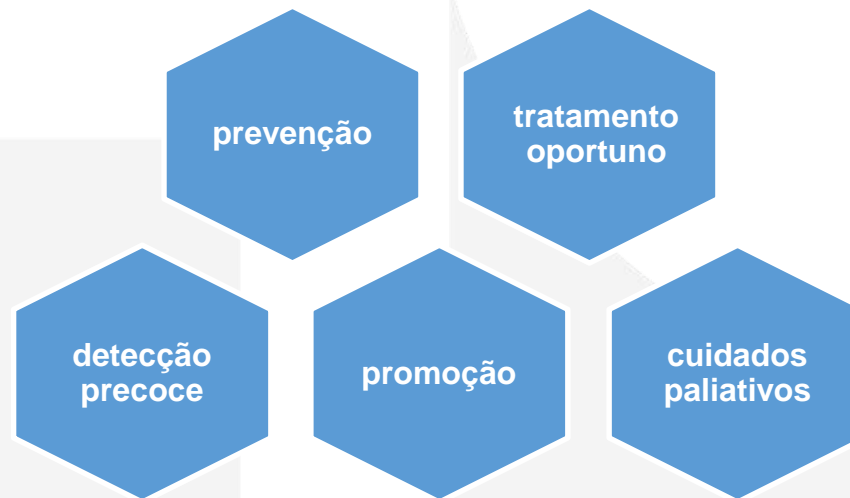 prevenção
tratamento
oportuno
detecção
precoce
promoção
cuidados
paliativos